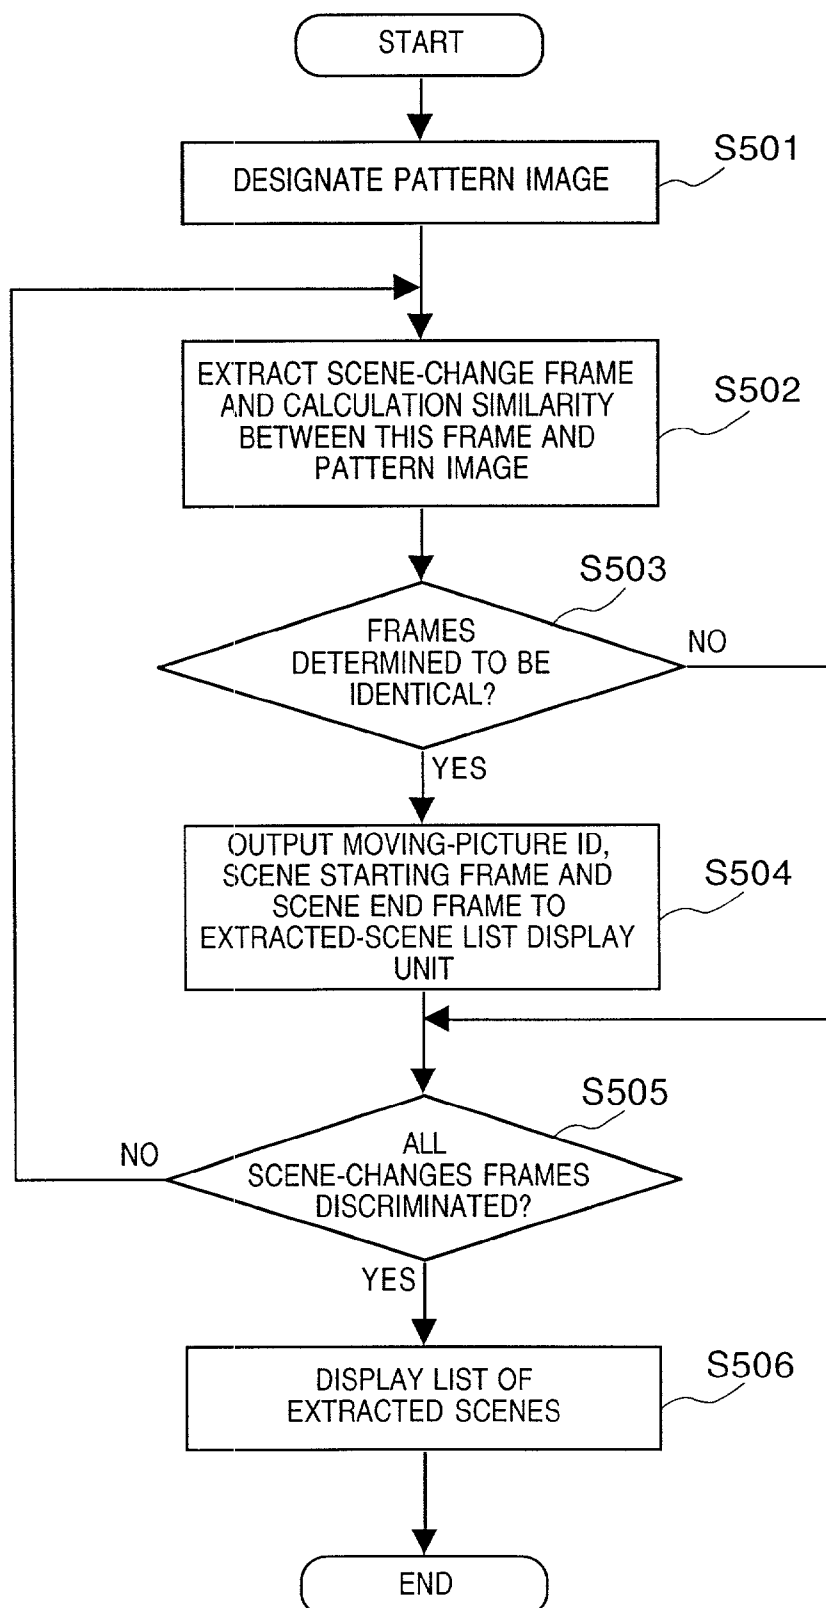 START
S501
DESIGNATE PATTERN IMAGE
EXTRACT SCENE-CHANGE FRAME
AND CALCULATION SIMILARITY
BETWEEN THIS FRAME AND
PATTERN IMAGE
S502
S503
FRAMES
DETERMINED TO BE
IDENTICAL?
NO
YES
OUTPUT MOVING-PICTURE ID,
SCENE STARTING FRAME AND
SCENE END FRAME TO
EXTRACTED-SCENE LIST DISPLAY
UNIT
S504
S505
ALL
SCENE-CHANGES FRAMES
DISCRIMINATED?
NO
YES
S506
DISPLAY LIST OF
EXTRACTED SCENES
END